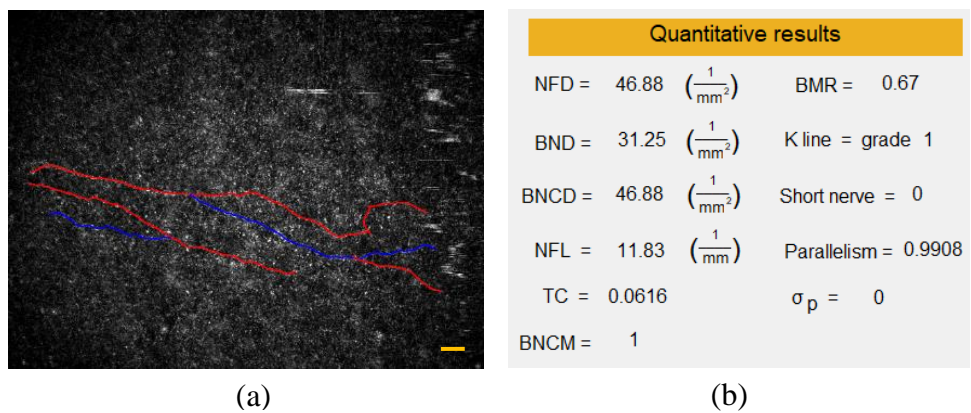 Quantitative results
NFD = 46.88 (1/mm²) BMR = 0.67
BND = 31.25 (1/mm²) K line = grade 1
BNCD = 46.88 (1/mm²) Short nerve = 0
NFL = 11.83 (1/mm) Parallelism = 0.9908
TC = 0.0616 σp = 0
BNCM = 1
(a) (b)